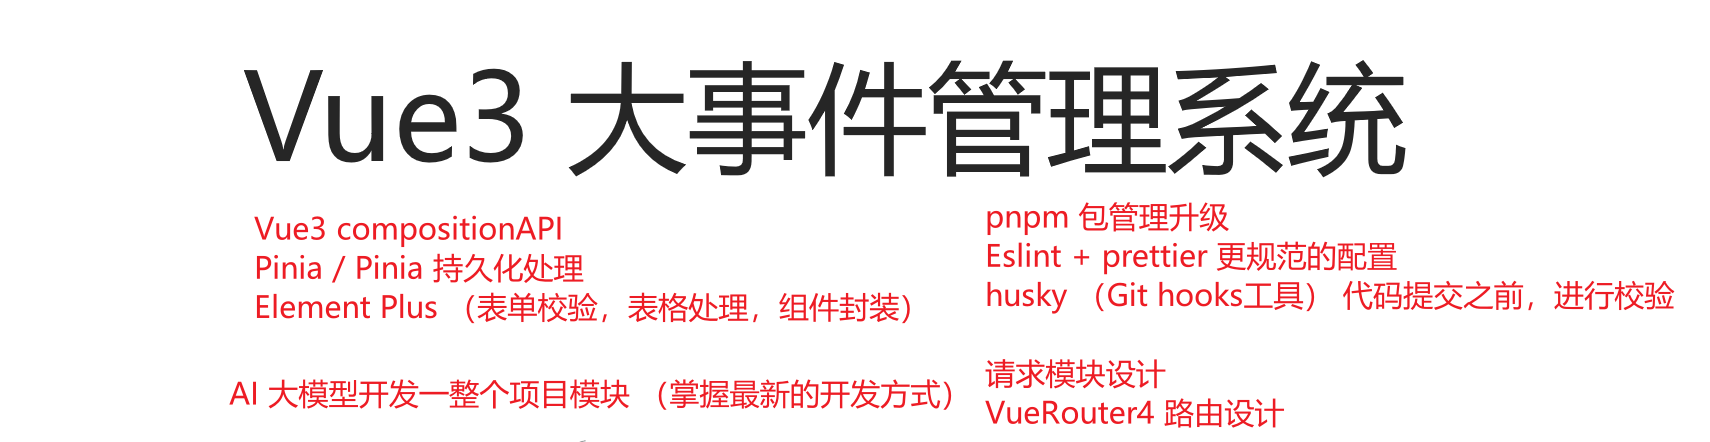 Vue3 大事件管理系统
Vue3 compositionAPI
Pinia / Pinia 持久化处理
Element Plus （表单校验，表格处理，组件封装）
AI 大模型开发一整个项目模块 （掌握最新的开发方式）
pnpm 包管理升级
Eslint + prettier 更规范的配置
husky （Git hooks工具） 代码提交之前，进行校验
请求模块设计
VueRouter4 路由设计